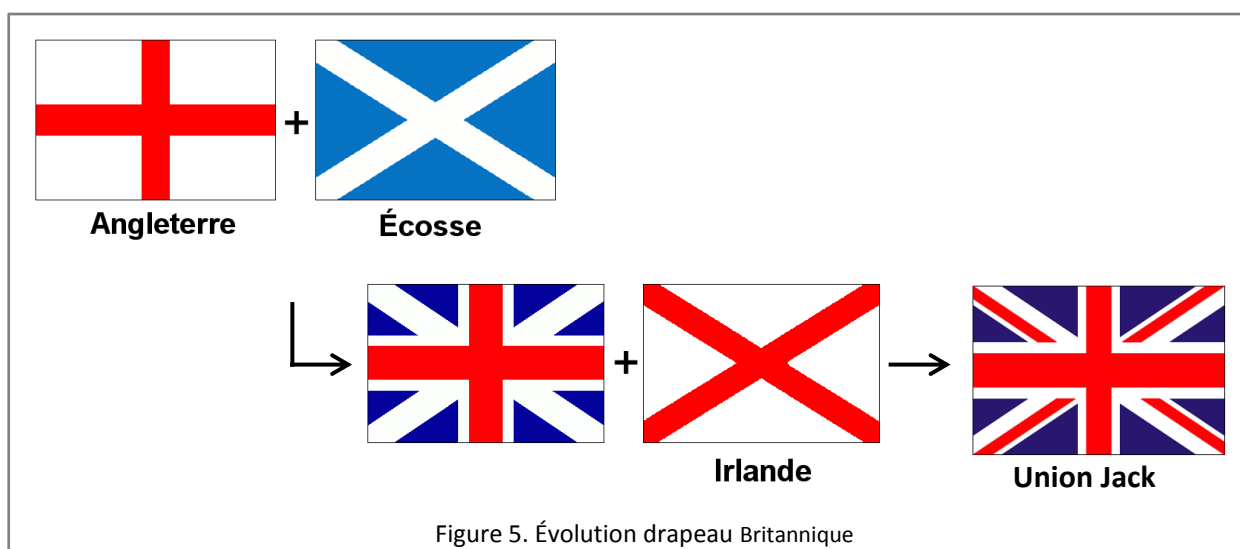 +
Angleterre
Écosse
+
Irlande
Union Jack
Figure 5. Évolution drapeau Britannique